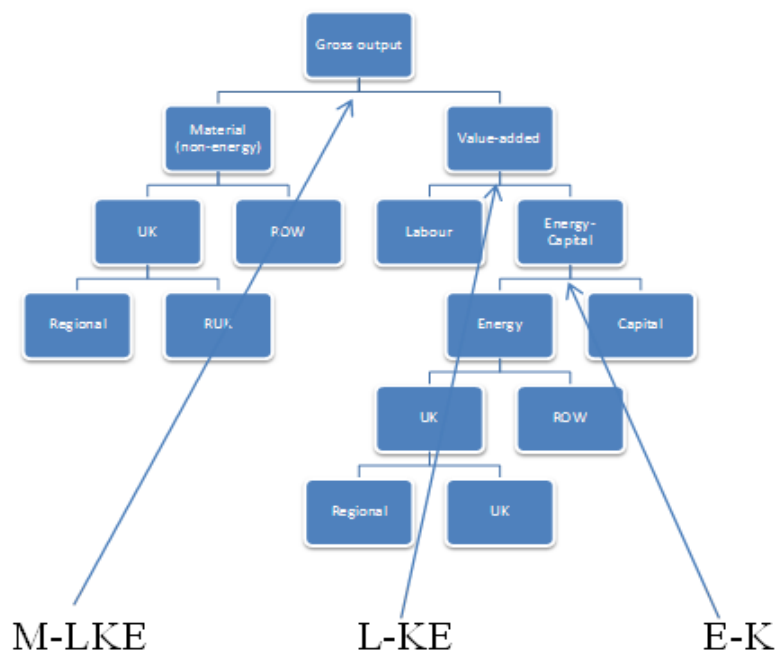 Gross output
Material
(non-energy)
Value-added
UK
ROW
Labour
Energy-
Capital
Regional
RUK
Energy
Capital
UK
ROW
Regional
UK
M-LKE
L-KE
E-K